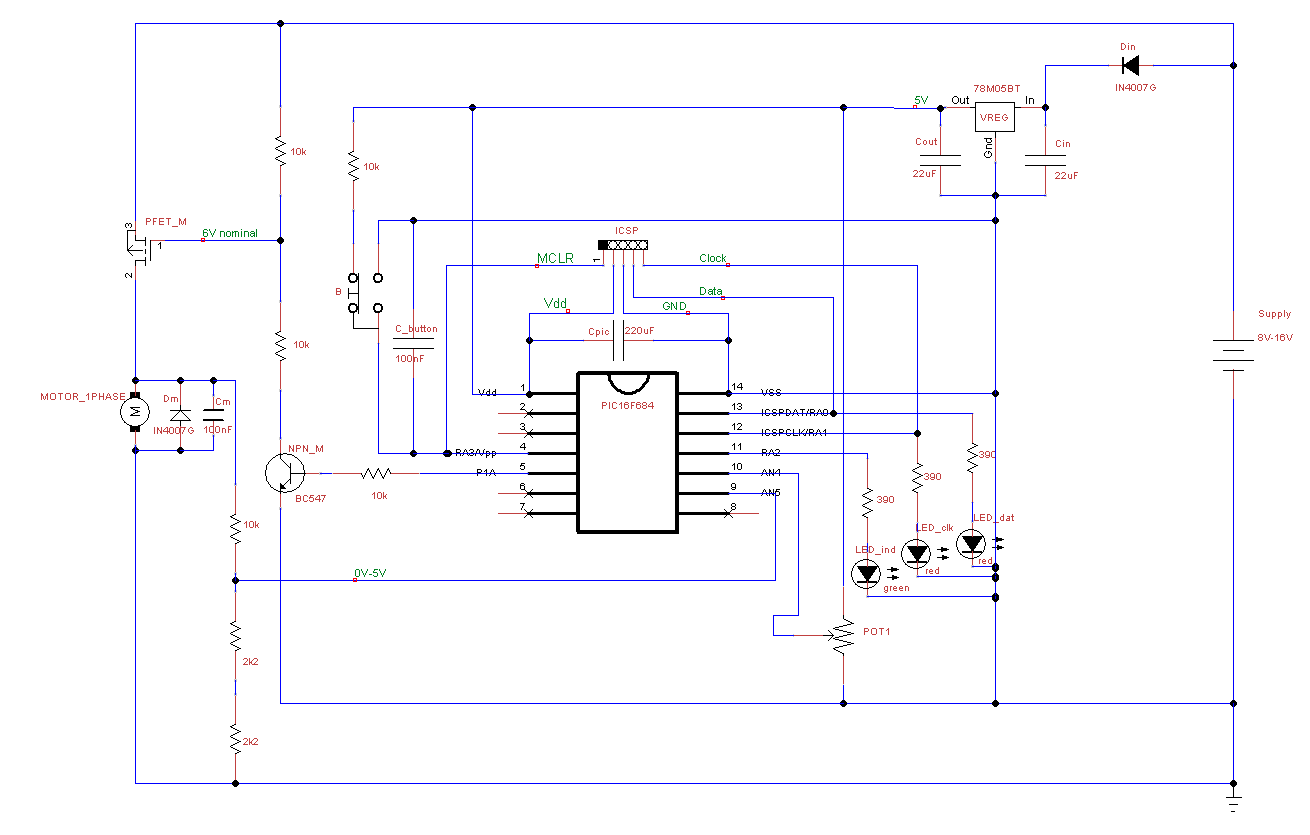 Din
IN4007G
78M05BT
5V
Out
In
VREG
Gnd
Cout
22uF
Cin
22uF
10k
10k
PFET_M
3
1
2
6V nominal
ICSP
1
MCLR
Clock
Data
Vdd
GND
B
C_button
100nF
Cpic
220uF
10k
Supply
8V-16V
MOTOR_1PHASE
M
Dm
IN4007G
Cm
100nF
PIC16F684
Vdd
1
2
3
4
5
6
7
RA3/Vpp
P1A
14
13
12
11
10
9
8
VSS
ICSPDAT/RA0
ICSPCLK/RA1
RA2
AN4
AN5
NPN_M
BC547
10k
10k
390
390
390
LED_ind
green
LED_clk
red
LED_dat
red
0V-5V
POT1
2k2
2k2